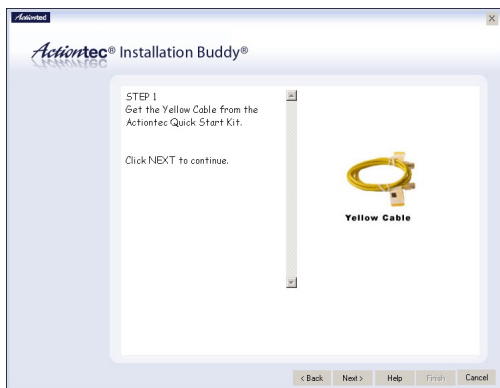 Actiontec
Actiontec® Installation Buddy®
STEP 1
Get the Yellow Cable from the
Actiontec Quick Start Kit.
Click NEXT to continue.
Yellow Cable
< Back Next > Help Finish Cancel